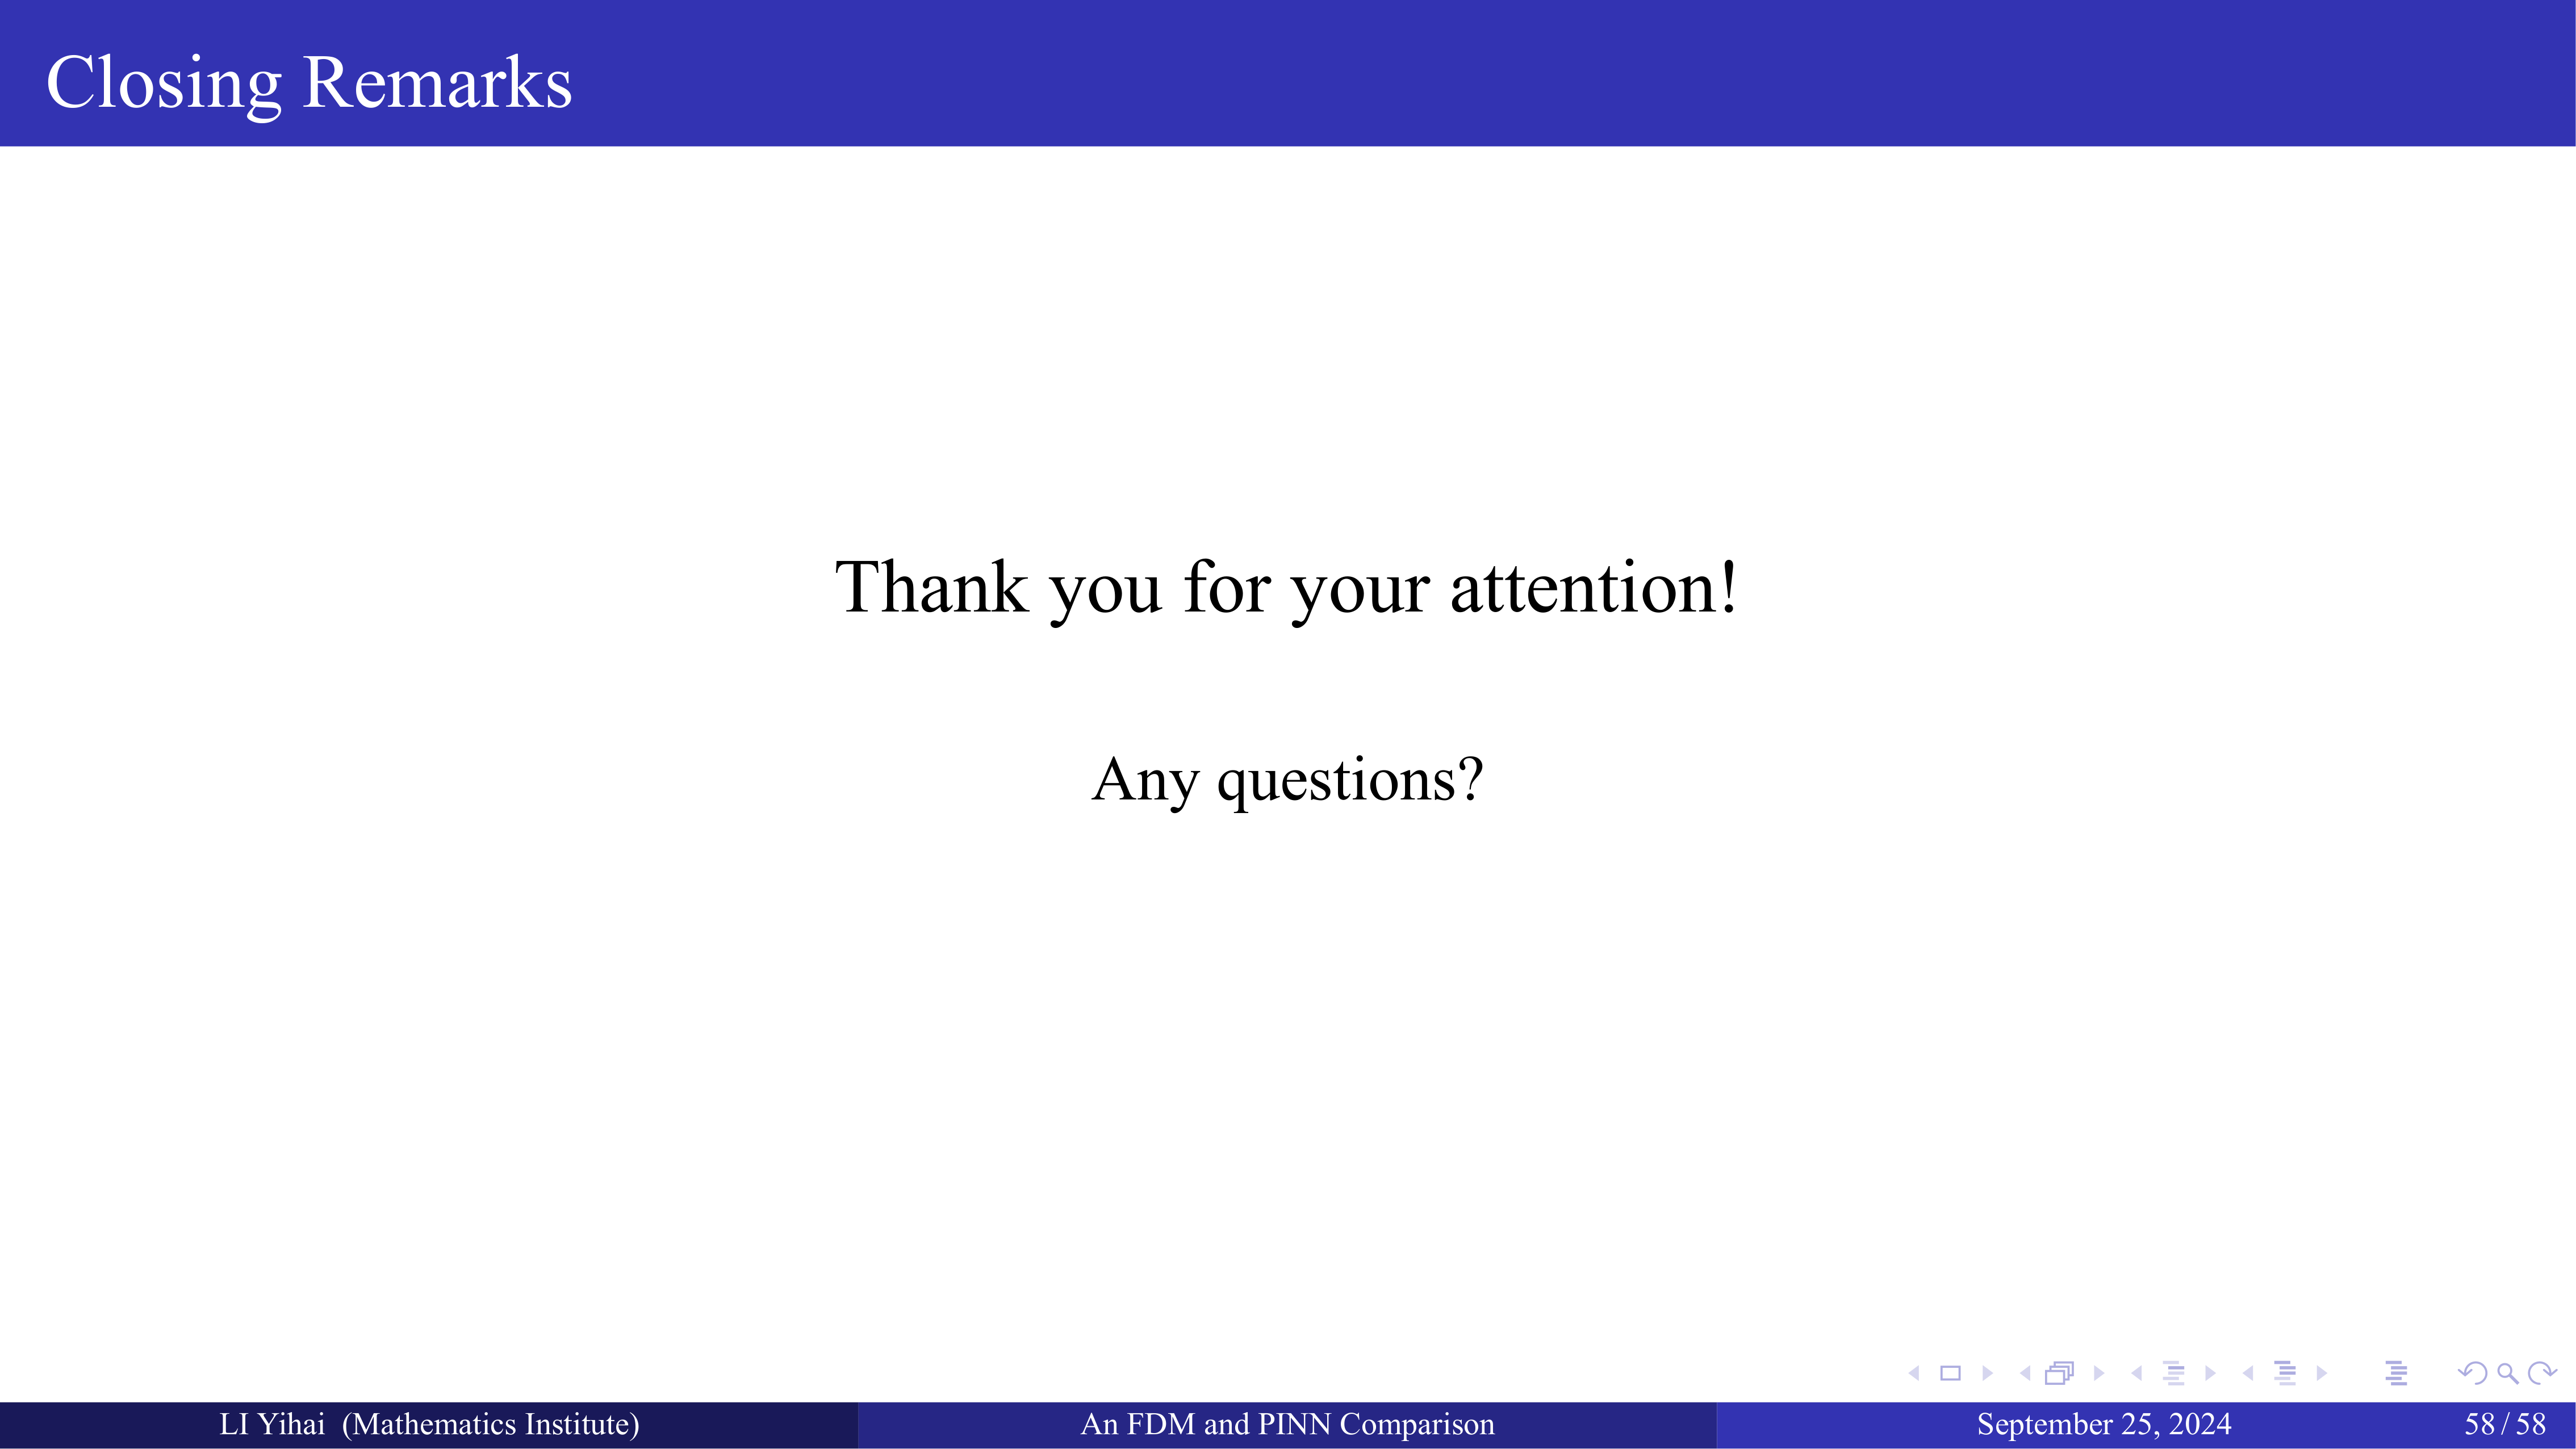 Closing Remarks
Thank you for your attention!
Any questions?
LI Yihai (Mathematics Institute)
An FDM and PINN Comparison
September 25, 2024
58 / 58